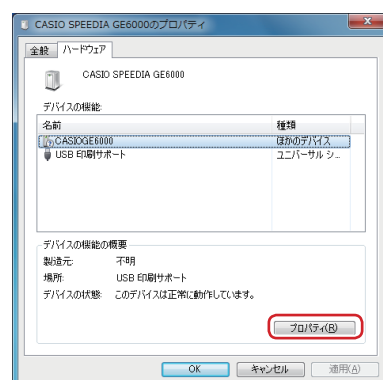 CASIO SPEEDIA GE6000のプロパティ
全般 ハードウェア
CASIO SPEEDIA GE6000
デバイスの機能:
名前 種類
CASIOGE6000 ほかのデバイス
USB 印刷サポート ユニバーサル シ...
デバイスの機能の概要
製造元: 不明
場所: USB 印刷サポート
デバイスの状態: このデバイスは正常に動作しています。
プロパティ(R)
OK キャンセル 適用(A)